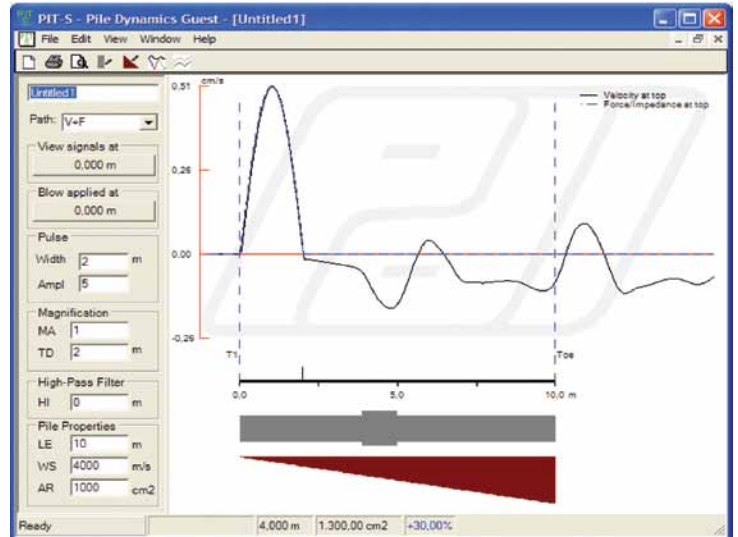 PIT-S - Pile Dynamics Guest - [Untitled1]
File Edit View Window Help
Untitled1
Path: V+F
View signals at
0,000 m
Blow applied at
0,000 m
Pulse
Width 2 m
Ampl 5
Magnification
MA 1
TD 2 m
High-Pass Filter
HI 0 m
Pile Properties
LE 10 m
WS 4000 m/s
AR 1000 cm2
cm/s
0,51
0,26
0,00
-0,26
Velocity at top
Force/Impedance at top
T1
Toe
0,0 5,0 10,0 m
Ready 4,000 m 1.300,00 cm2 +30,00%